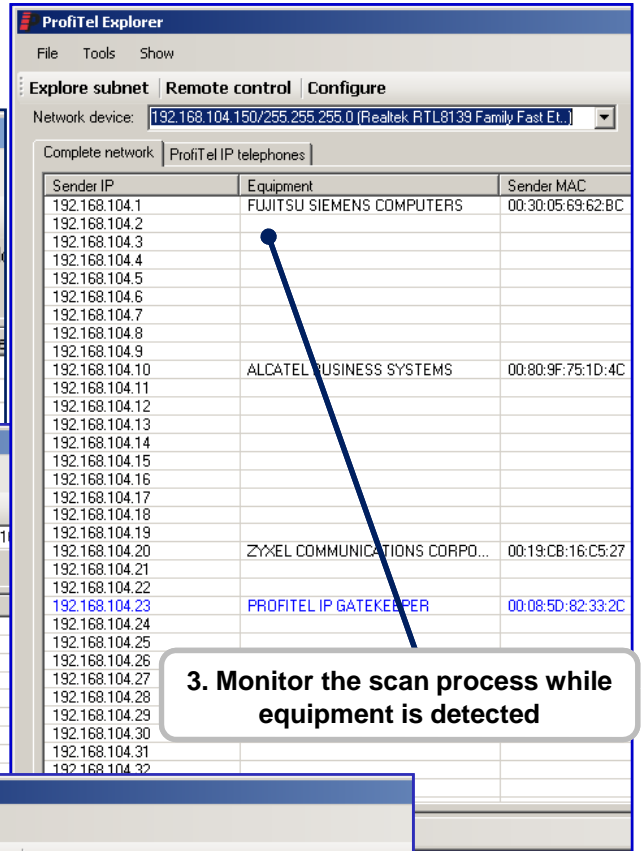 ProfiTel Explorer
File Tools Show
Explore subnet Remote control Configure
Network device: 192.168.104.150/255.255.255.0 (Realtek RTL8139 Family Fast Et..)
Complete network ProfiTel IP telephones
Sender IP Equipment Sender MAC
192.168.104.1 FUJITSU SIEMENS COMPUTERS 00:30:05:69:62:BC
192.168.104.2
192.168.104.3
192.168.104.4
192.168.104.5
192.168.104.6
192.168.104.7
192.168.104.8
192.168.104.9
192.168.104.10 ALCATEL BUSINESS SYSTEMS 00:80:9F:75:1D:4C
192.168.104.11
192.168.104.12
192.168.104.13
192.168.104.14
192.168.104.15
192.168.104.16
192.168.104.17
192.168.104.18
192.168.104.19
192.168.104.20 ZYXEL COMMUNICATIONS CORPO... 00:19:CB:16:C5:27
192.168.104.21
192.168.104.22
192.168.104.23 PROFITEL IP GATEKEEPER 00:08:5D:82:33:2C
192.168.104.24
192.168.104.25
192.168.104.26
192.168.104.27
192.168.104.28
192.168.104.29
192.168.104.30
192.168.104.31
192.168.104.32
3. Monitor the scan process while
equipment is detected